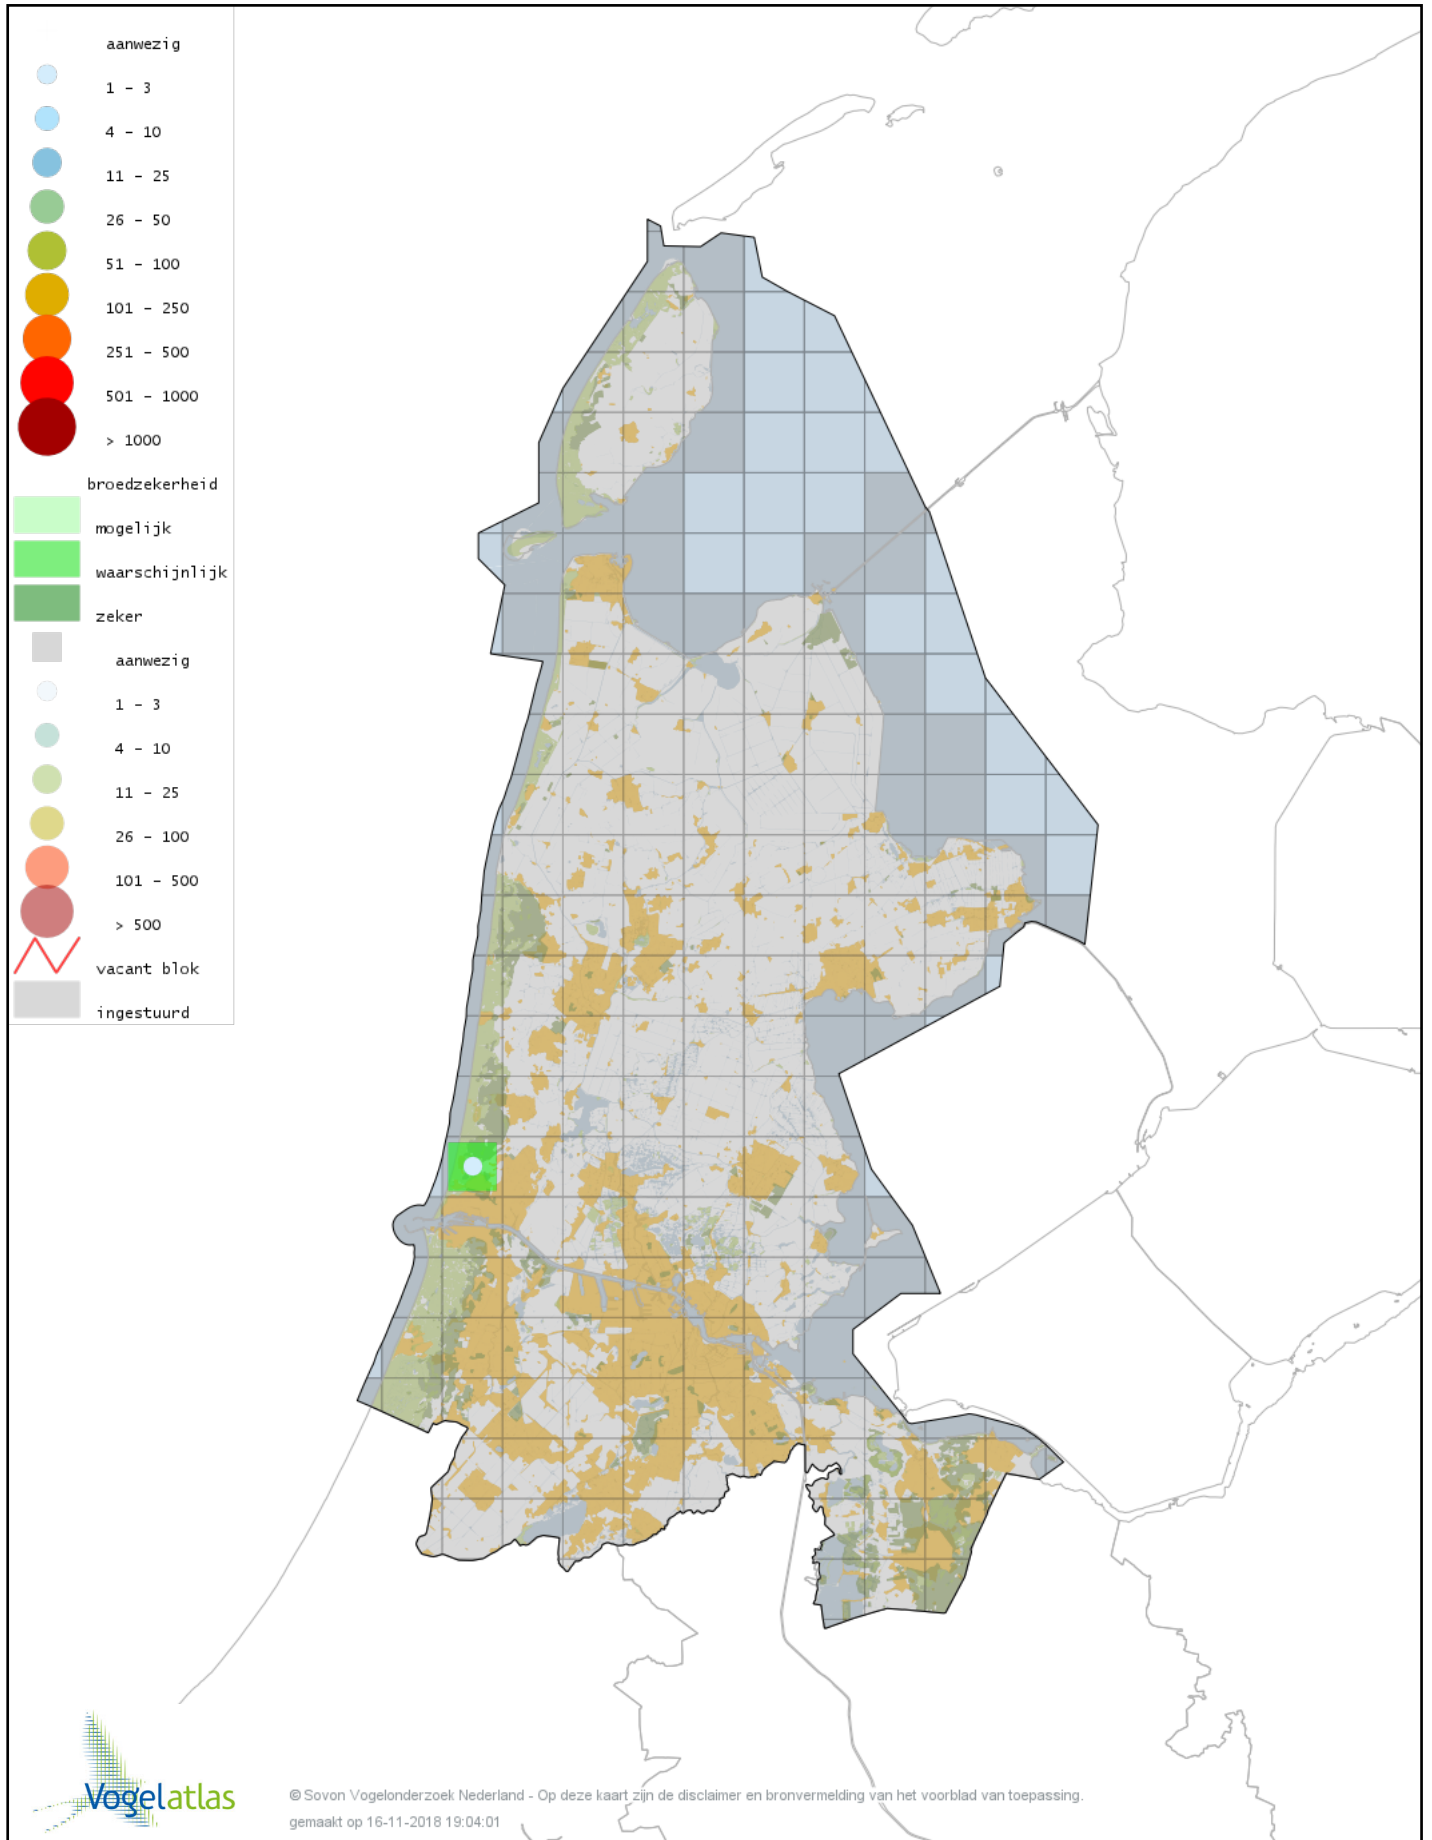 aanwezig
1 - 3
4 - 10
11 - 25
26 - 50
51 - 100
101 - 250
251 - 500
501 - 1000
> 1000
broedzekerheid
mogelijk
waarschijnlijk
zeker
aanwezig
1 - 3
4 - 10
11 - 25
26 - 100
101 - 500
> 500
vacant blok
ingestuurd
Vogelatlas
© Sovon Vogelonderzoek Nederland - Op deze kaart zijn de disclaimer en bronvermelding van het voorblad van toepassing.
gemaakt op 16-11-2018 19:04:01